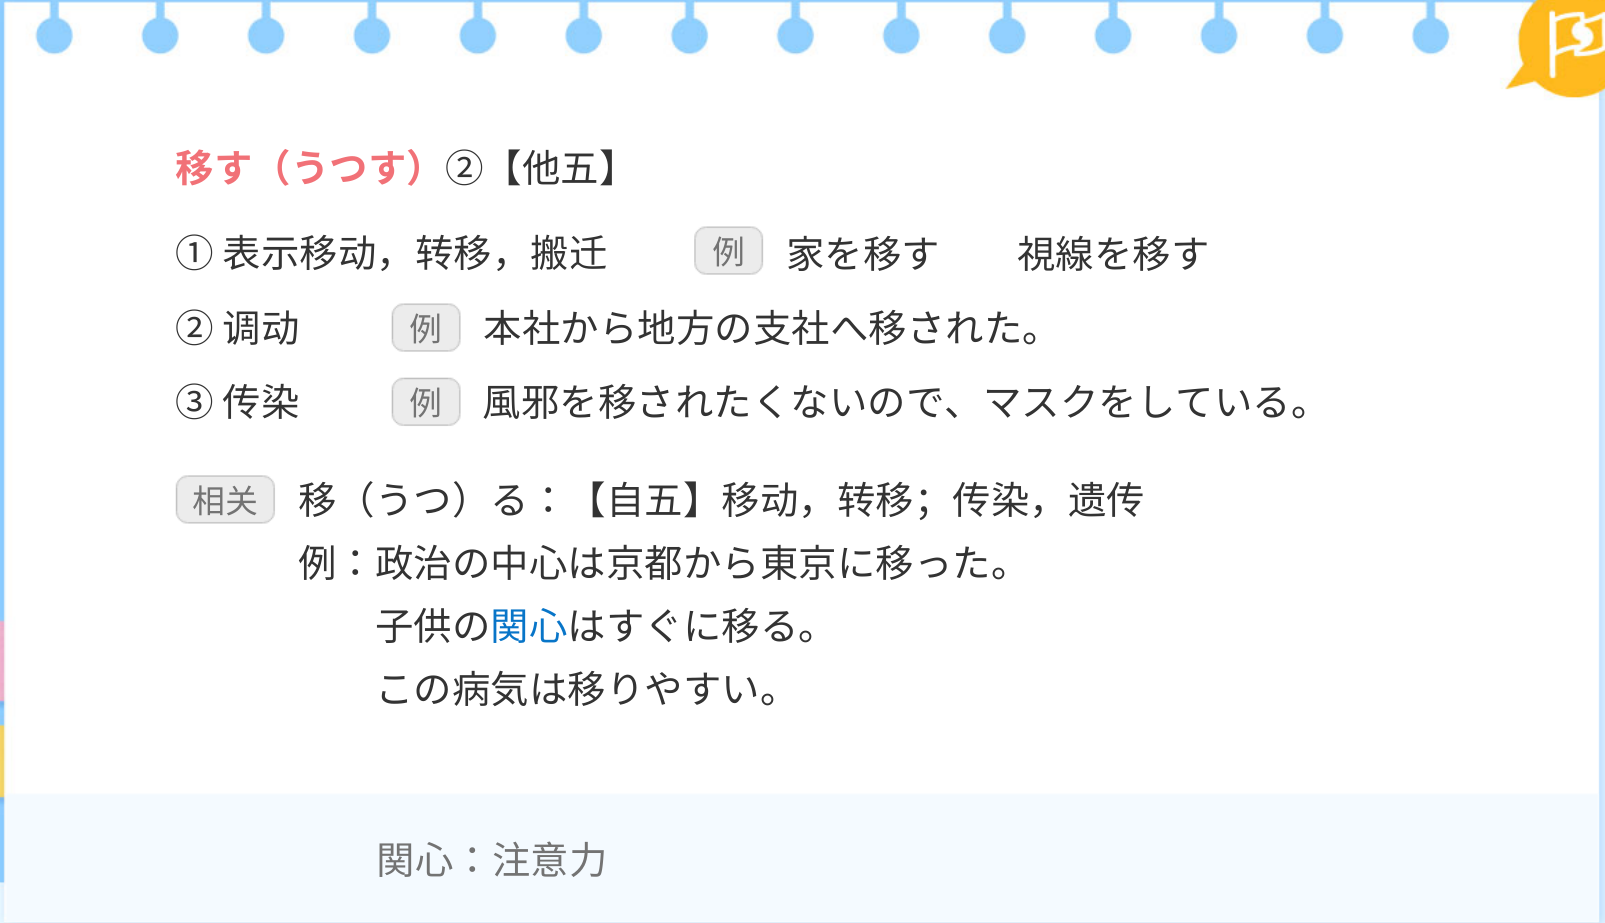 移す（うつす）②【他五】
① 表示移动，转移，搬迁 例 家を移す 視線を移す
② 调动 例 本社から地方の支社へ移された。
③ 传染 例 風邪を移されたくないので、マスクをしている。
相关 移（うつ）る：【自五】移动，转移；传染，遗传
例：政治の中心は京都から東京に移った。
子供の関心はすぐに移る。
この病気は移りやすい。
関心：注意力